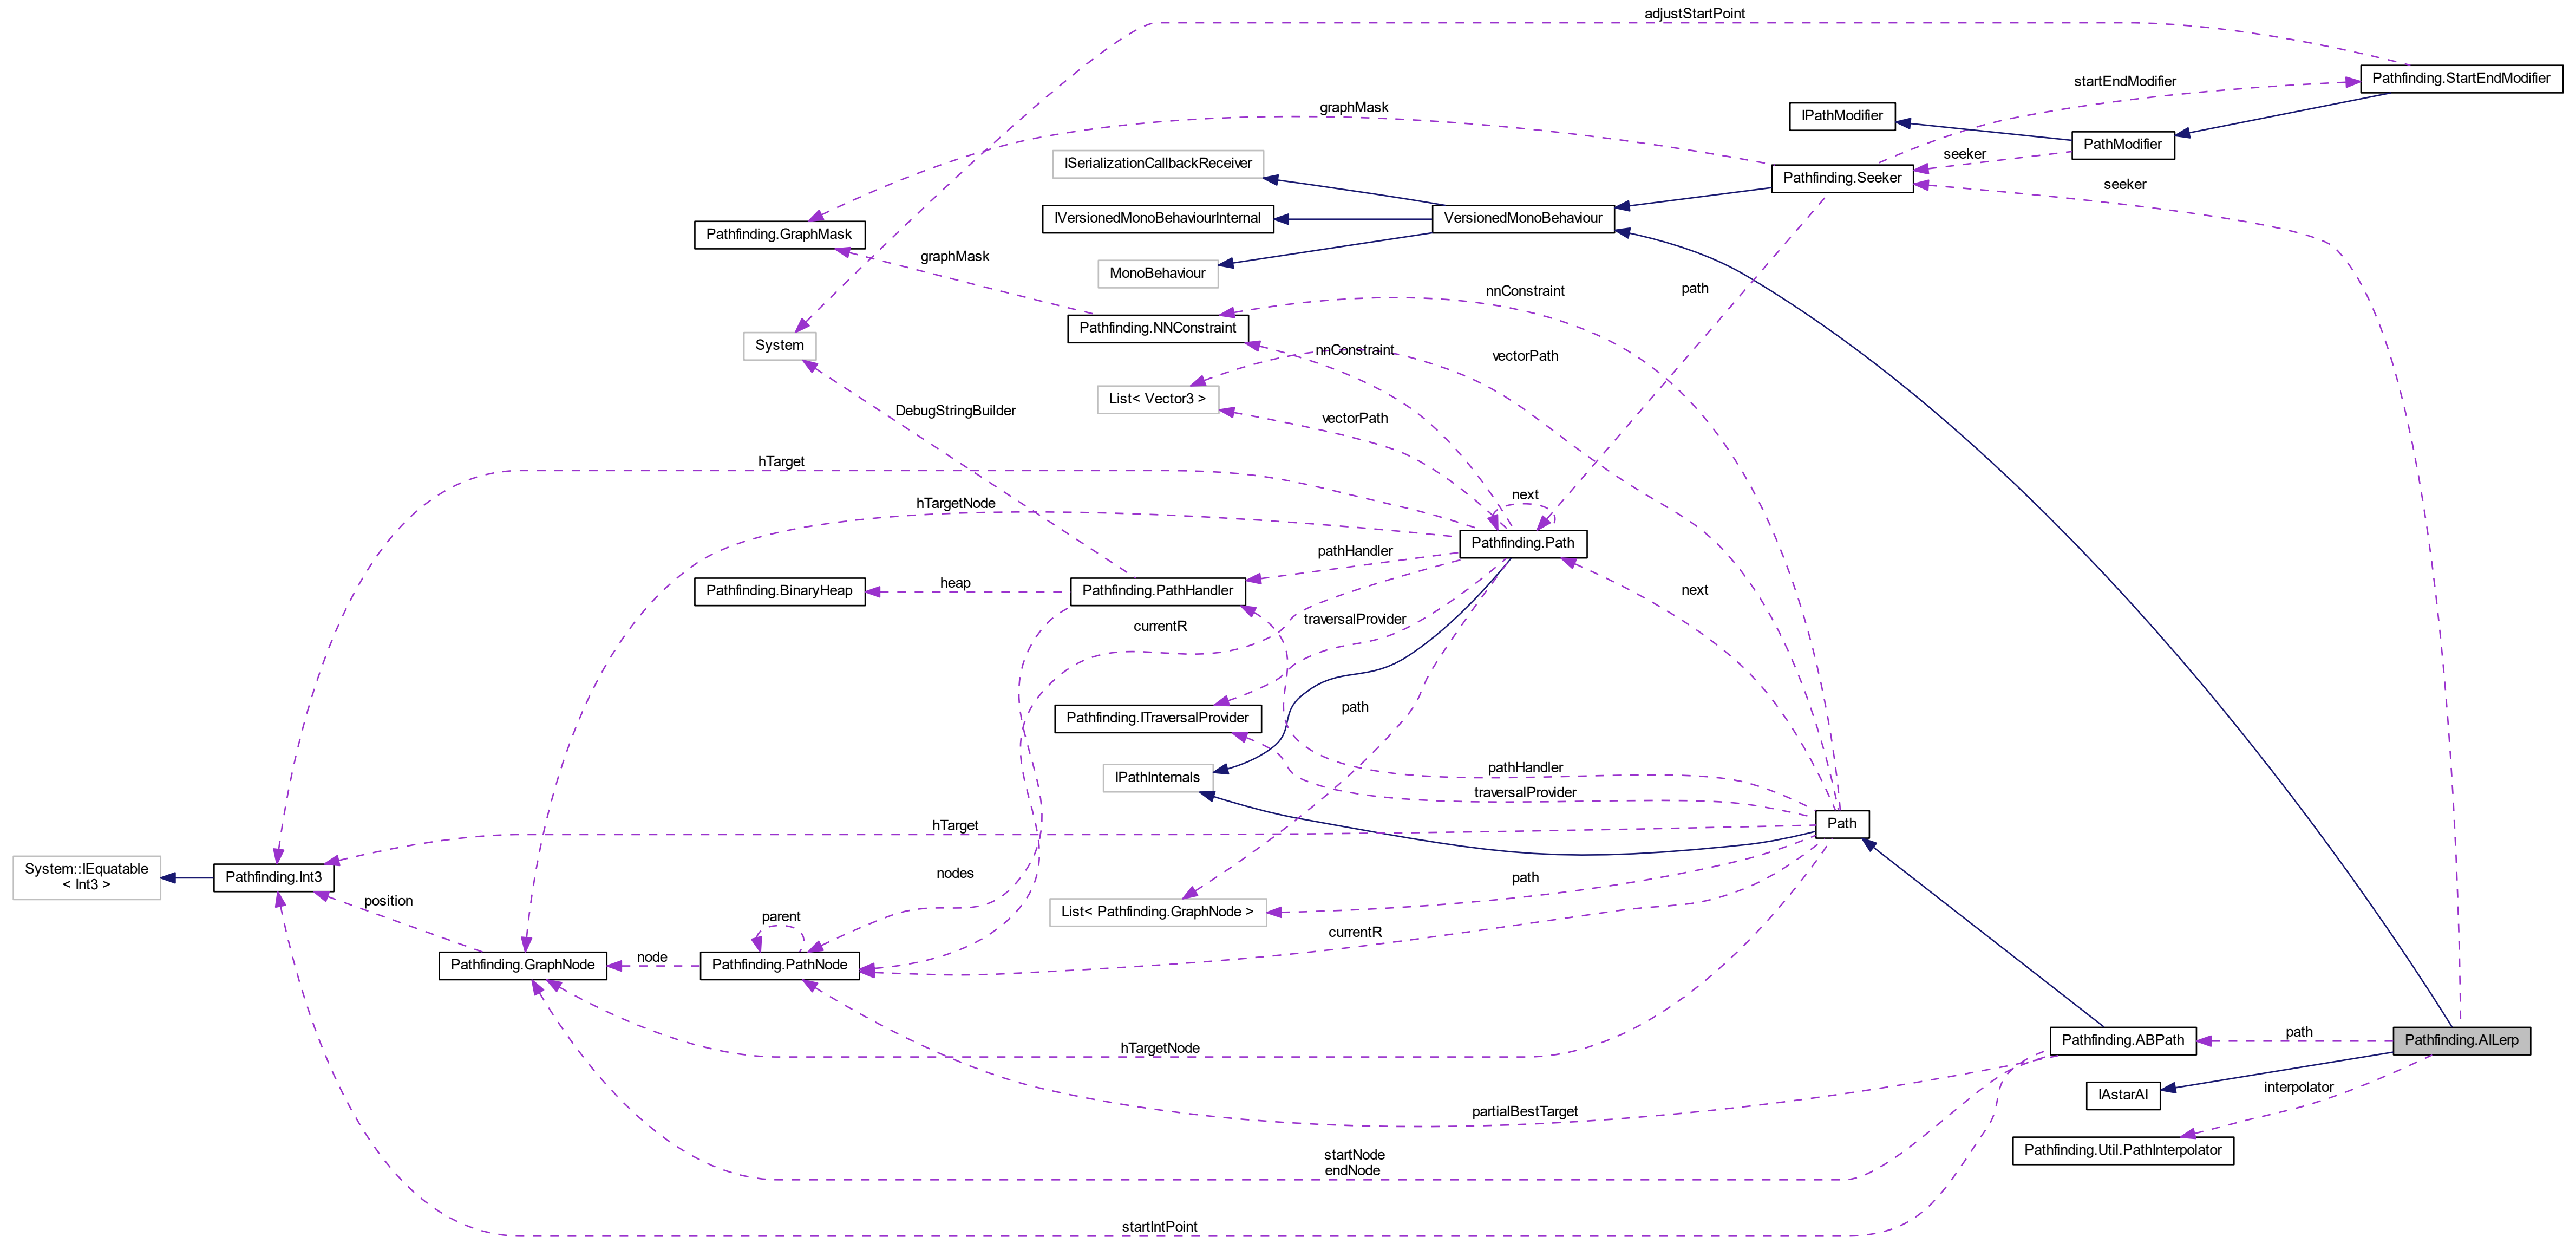 adjustStartPoint
Pathfinding.StartEndModifier
startEndModifier
graphMask
IPathModifier
PathModifier
seeker
ISerializationCallbackReceiver
Pathfinding.Seeker
seeker
IVersionedMonoBehaviourInternal
VersionedMonoBehaviour
Pathfinding.GraphMask
graphMask
MonoBehaviour
path
nnConstraint
Pathfinding.NNConstraint
System
nnConstraint
vectorPath
List< Vector3 >
DebugStringBuilder
vectorPath
hTarget
next
hTargetNode
Pathfinding.Path
pathHandler
heap
Pathfinding.BinaryHeap
Pathfinding.PathHandler
next
currentR
traversalProvider
path
Pathfinding.ITraversalProvider
pathHandler
IPathInternals
traversalProvider
hTarget
Path
System::IEquatable
< Int3 >
Pathfinding.Int3
nodes
path
position
List< Pathfinding.GraphNode >
parent
currentR
node
Pathfinding.GraphNode
Pathfinding.PathNode
path
hTargetNode
Pathfinding.ABPath
Pathfinding.AILerp
interpolator
IAstarAI
partialBestTarget
Pathfinding.Util.PathInterpolator
startNode
endNode
startIntPoint